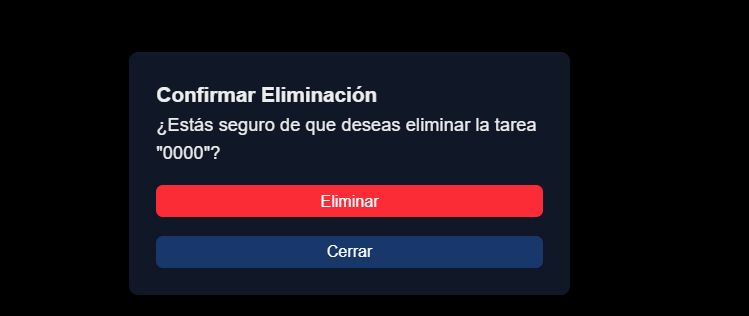 Confirmar Eliminación
¿Estás seguro de que deseas eliminar la tarea
"0000"?
Eliminar
Cerrar